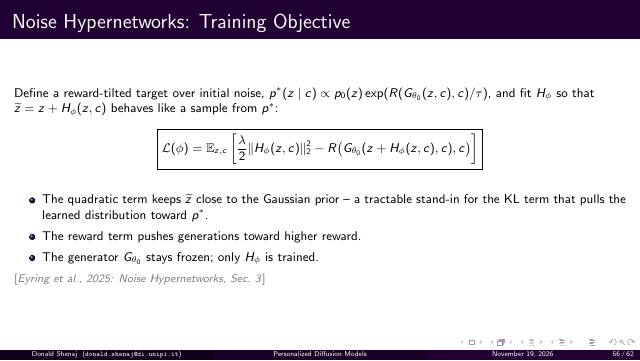 Noise Hypernetworks: Training Objective
Define a reward-tilted target over initial noise, p*(z | c) ∝ p₀(z) exp(R(G_θ₀(z, c), c)/τ), and fit H_ϕ so that
z̃ = z + H_ϕ(z, c) behaves like a sample from p*:
ℒ(ϕ) = 𝔼_z,c [ λ/2 ‖H_ϕ(z, c)‖₂² − R(G_θ₀(z + H_ϕ(z, c), c), c) ]
The quadratic term keeps z̃ close to the Gaussian prior – a tractable stand-in for the KL term that pulls the
learned distribution toward p*.
The reward term pushes generations toward higher reward.
The generator G_θ₀ stays frozen; only H_ϕ is trained.
[Eyring et al., 2025: Noise Hypernetworks, Sec. 3]
Donald Shenaj (donald.shenaj@di.unipi.it) Personalized Diffusion Models November 19, 2026 56 / 62